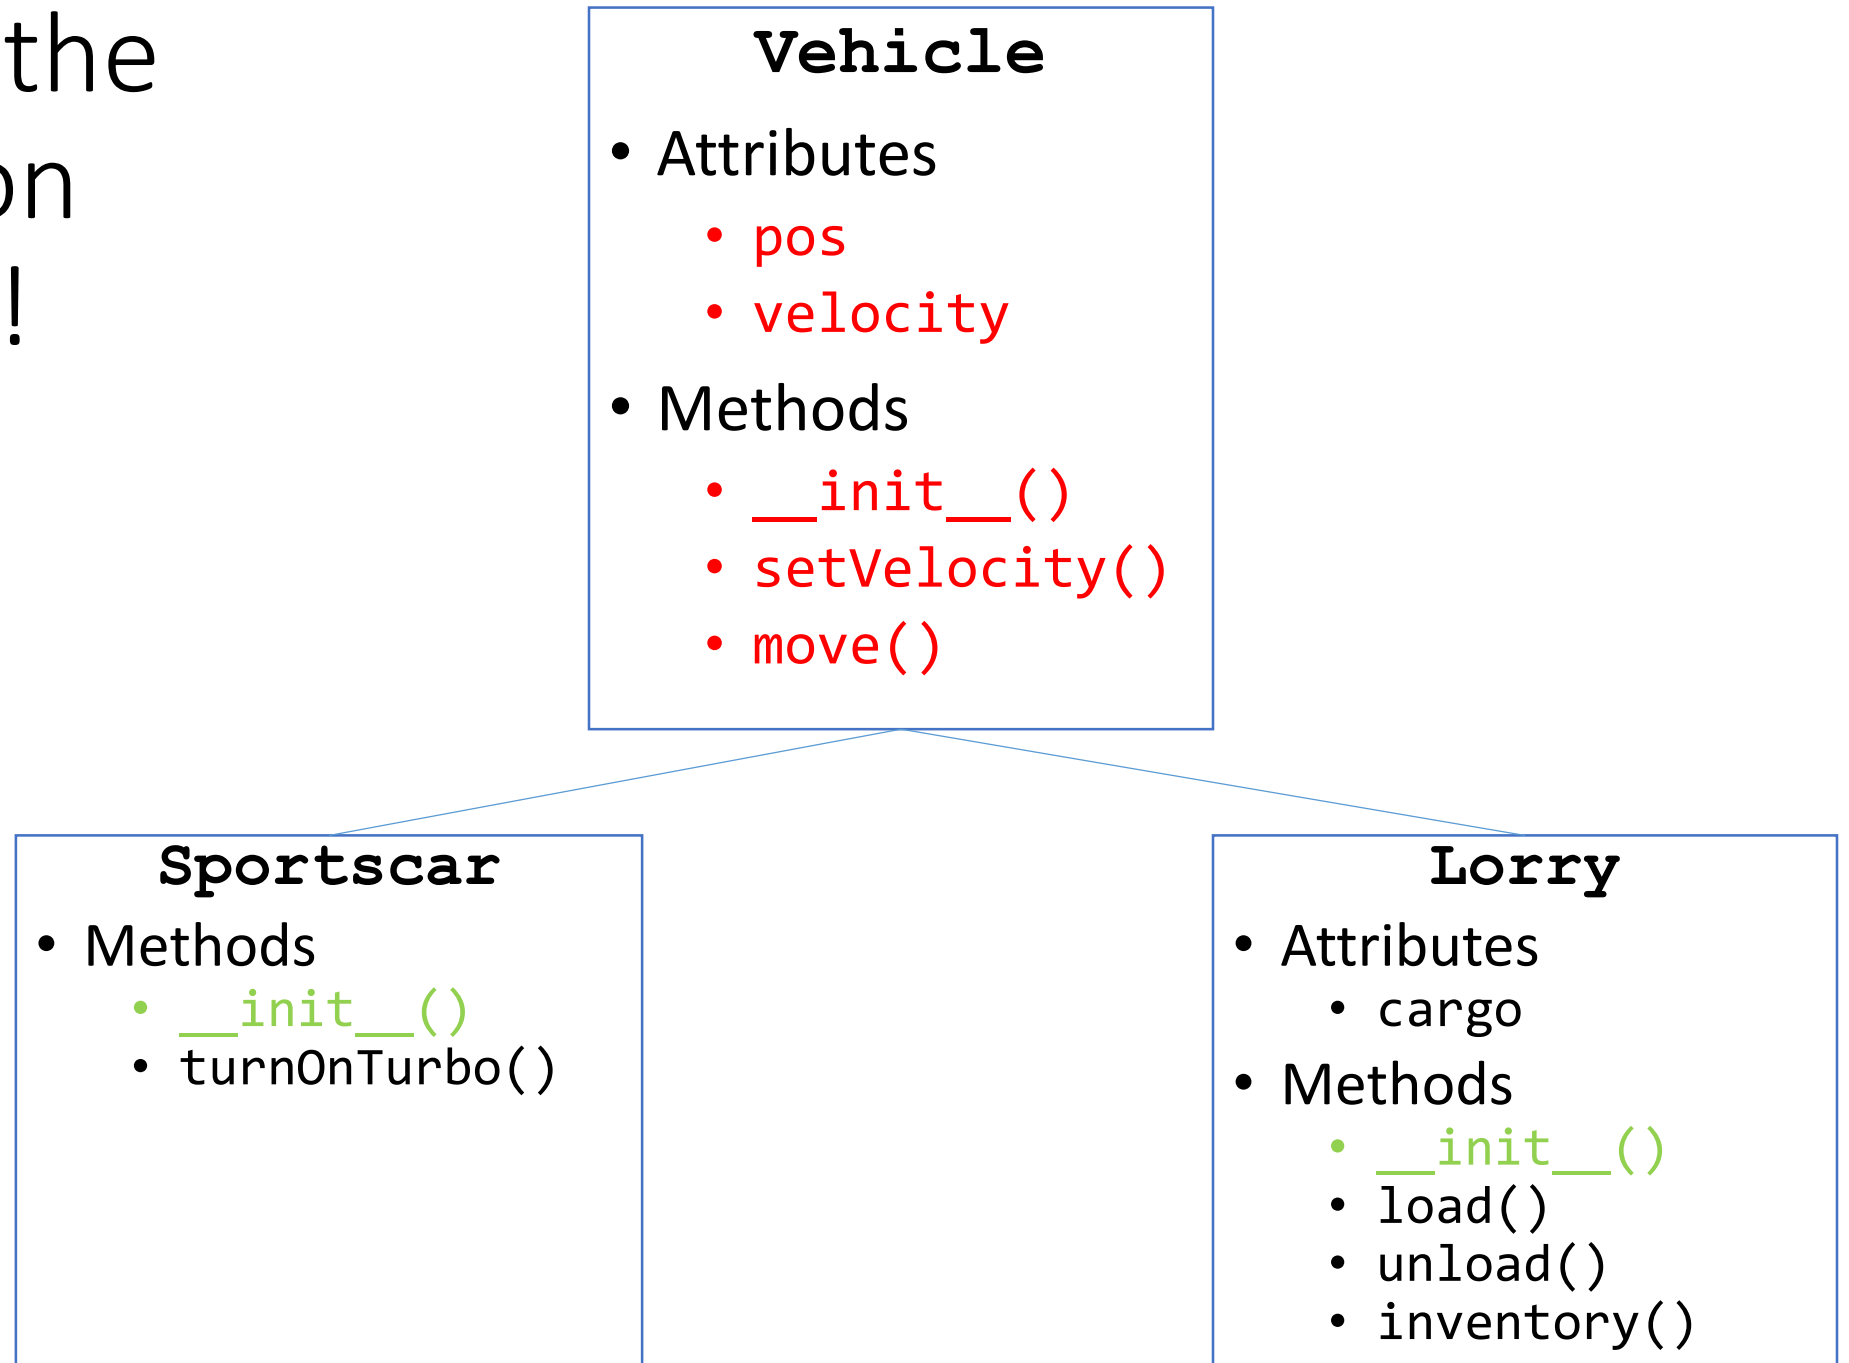 the
on
!
Vehicle
• Attributes
• pos
• velocity
• Methods
• __init__()
• setVelocity()
• move()
Sportscar
• Methods
• __init__()
• turnOnTurbo()
Lorry
• Attributes
• cargo
• Methods
• __init__()
• load()
• unload()
• inventory()